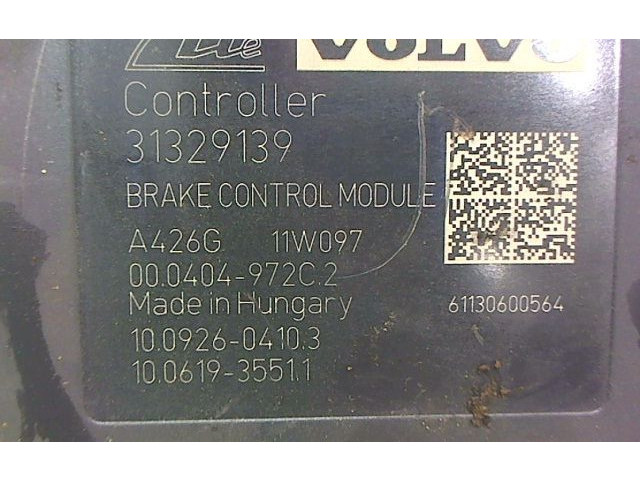 Ate VOLVO
Controller
31329139
BRAKE CONTROL MODULE
A426G 11W097
00.0404-972C.2
Made in Hungary
61130600564
10.0926-0410.3
10.0619-3551.1